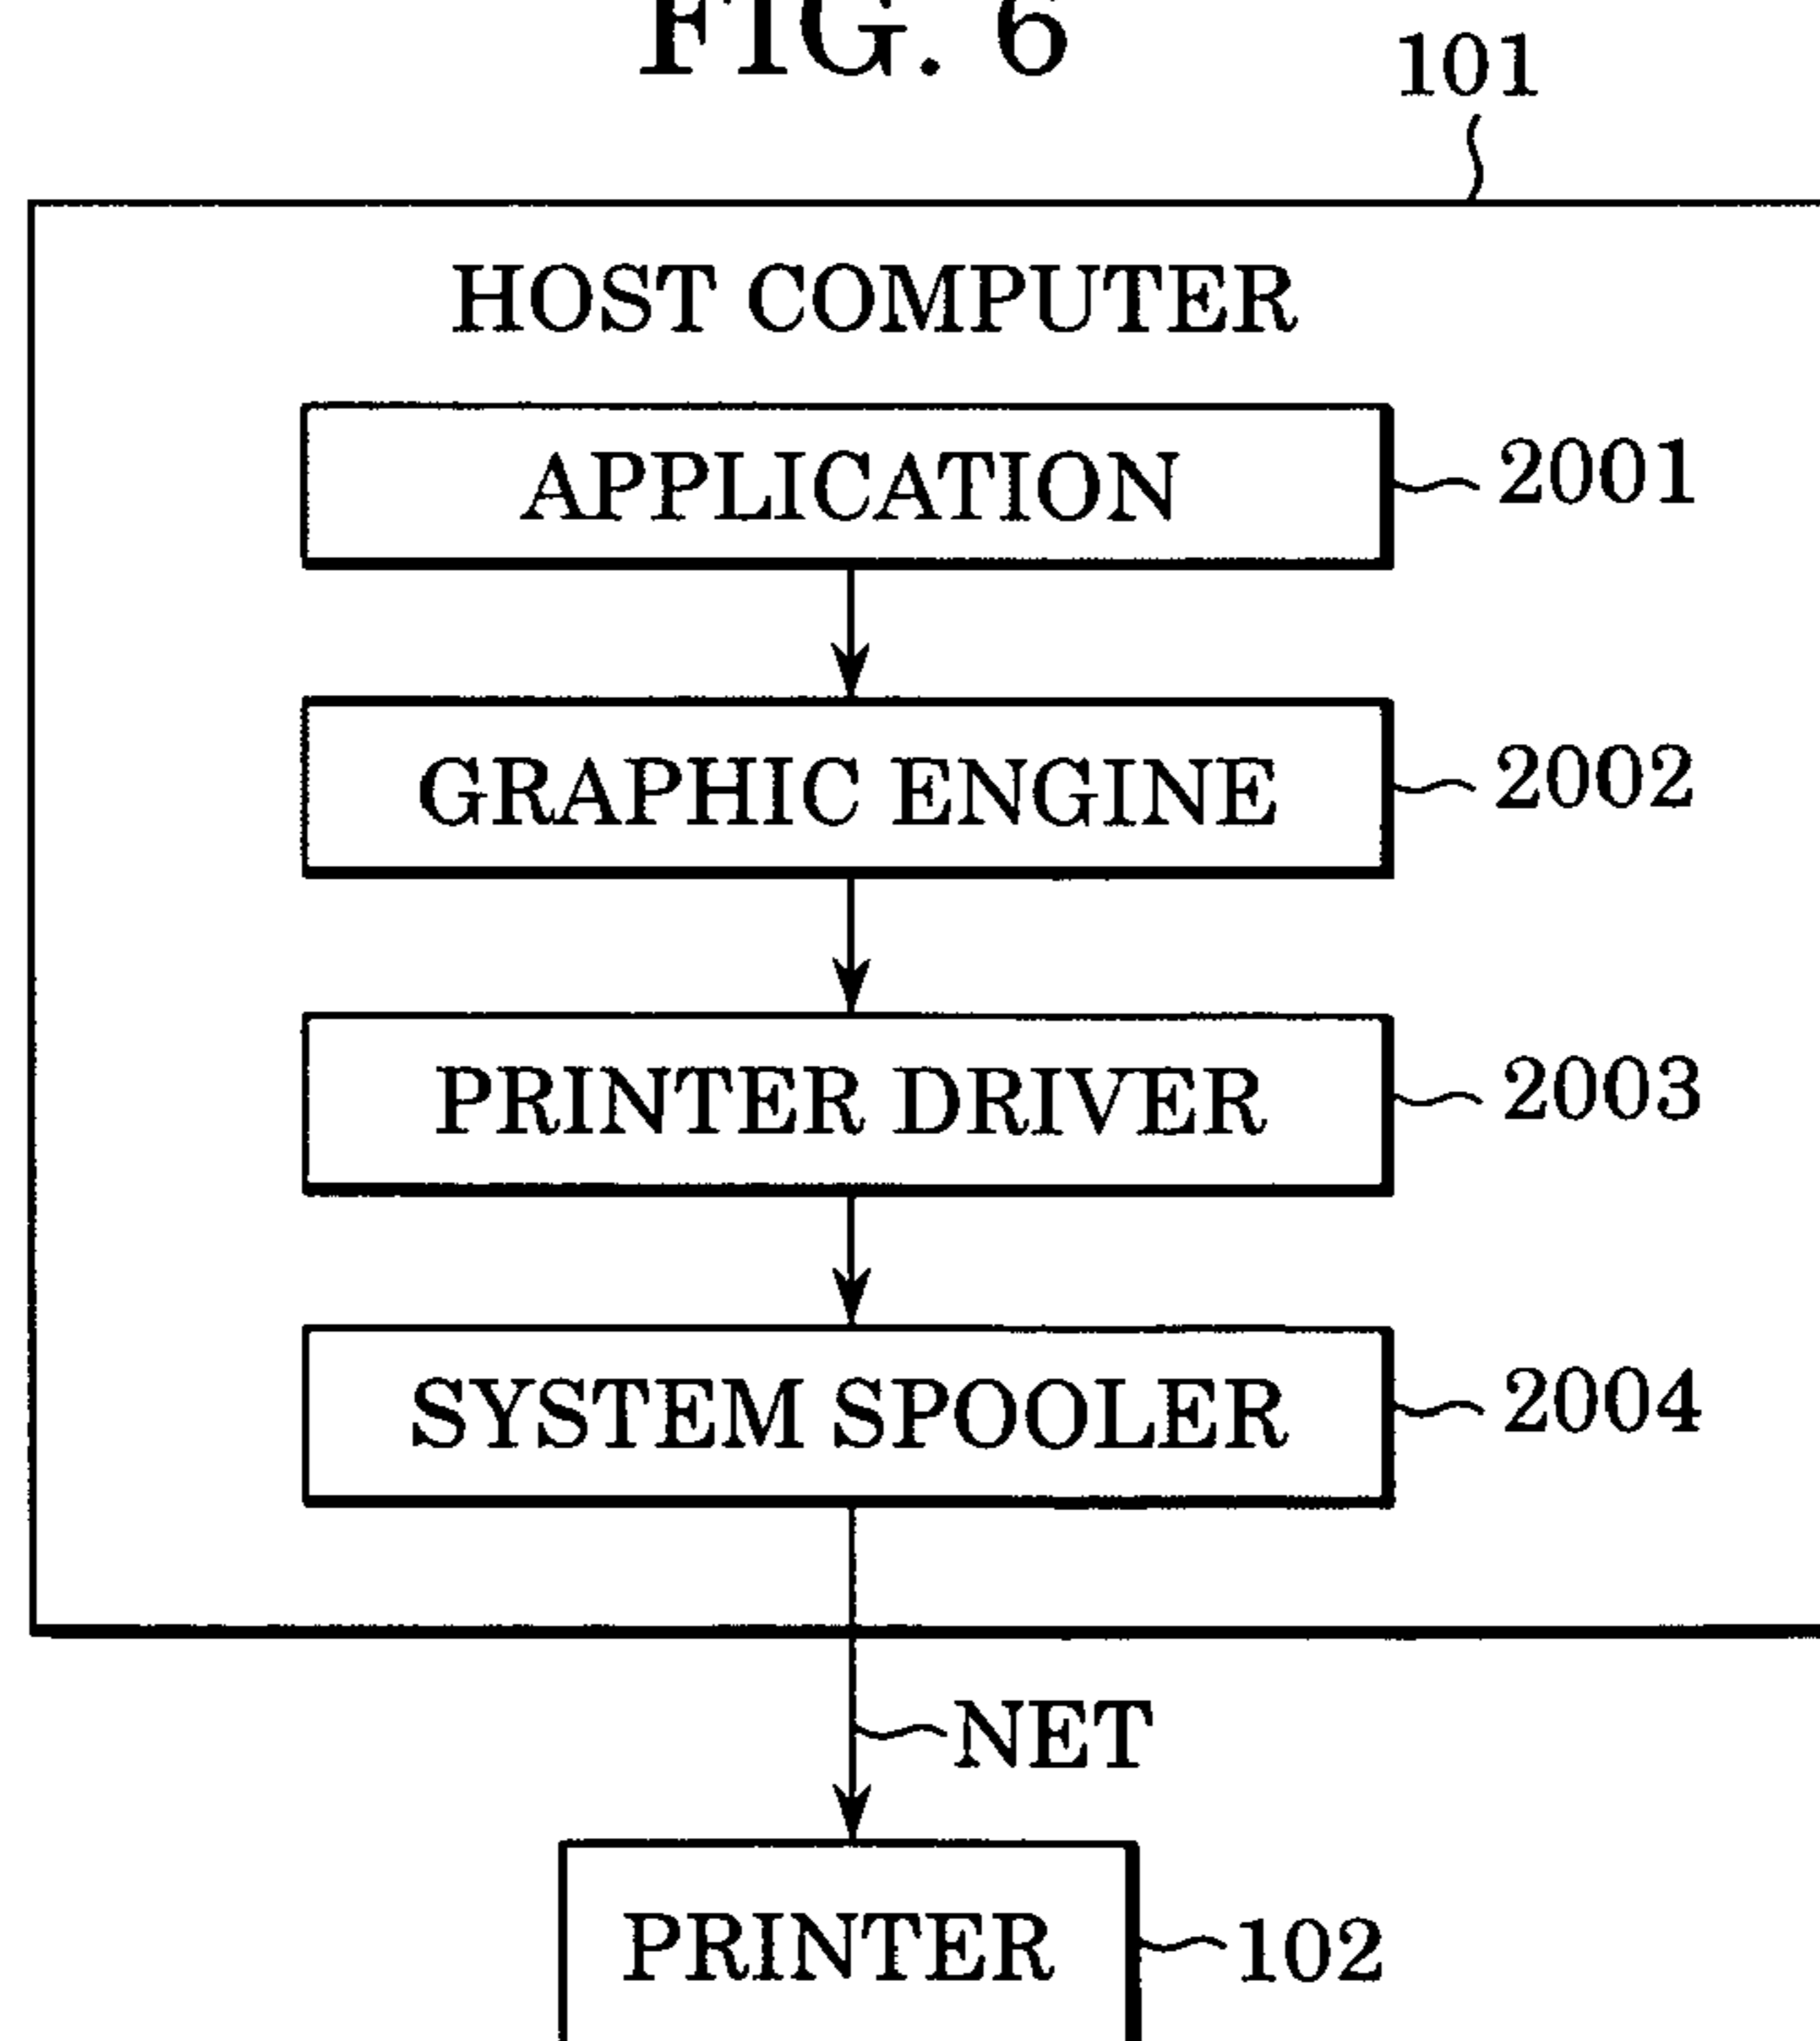 FIG. 6
101
HOST COMPUTER
APPLICATION
2001
GRAPHIC ENGINE
2002
PRINTER DRIVER
2003
SYSTEM SPOOLER
2004
NET
PRINTER
102